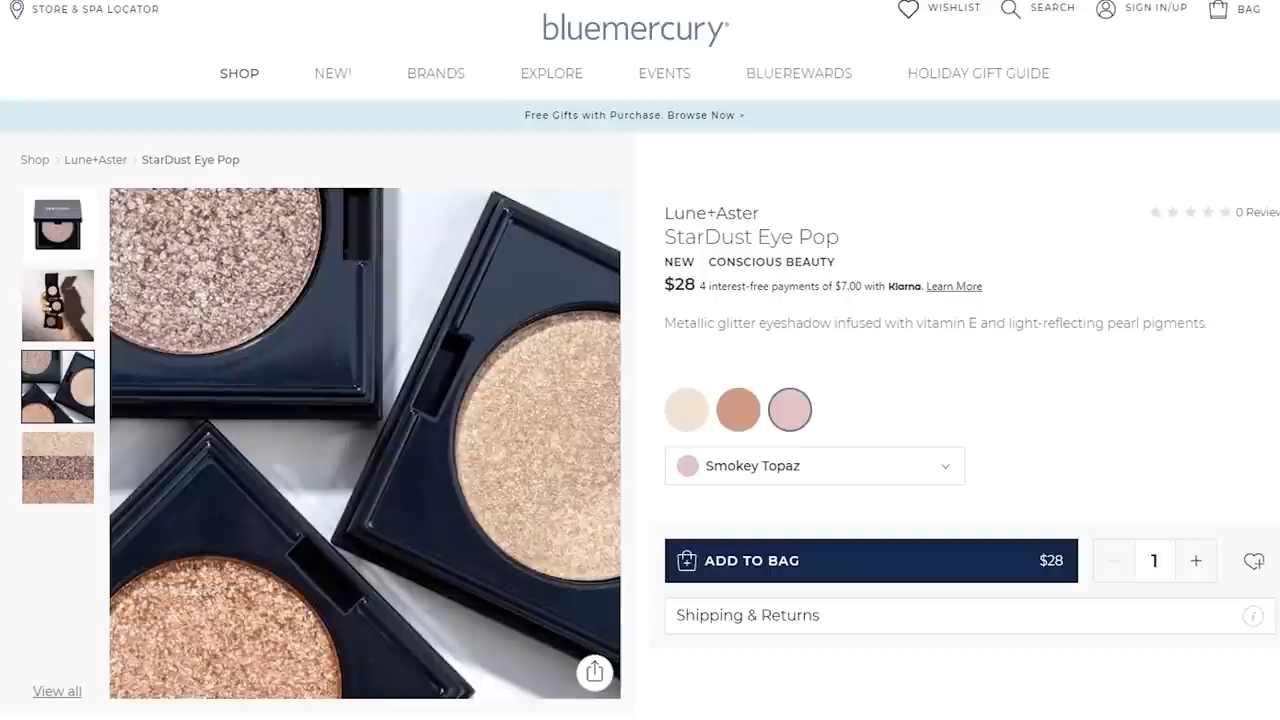 STORE & SPA LOCATOR
bluemercury
WISHLIST
SEARCH
SIGN IN/UP
BAG
SHOP
NEW!
BRANDS
EXPLORE
EVENTS
BLUEREWARDS
HOLIDAY GIFT GUIDE
Free Gifts with Purchase. Browse Now >
Shop > Lune+Aster > StarDust Eye Pop
View all
Lune+Aster
0 Review
StarDust Eye Pop
NEW CONSCIOUS BEAUTY
$28 4 interest-free payments of $7.00 with Klarna. Learn More
Metallic glitter eyeshadow infused with vitamin E and light-reflecting pearl pigments.
Smokey Topaz
ADD TO BAG $28
− 1 +
Shipping & Returns